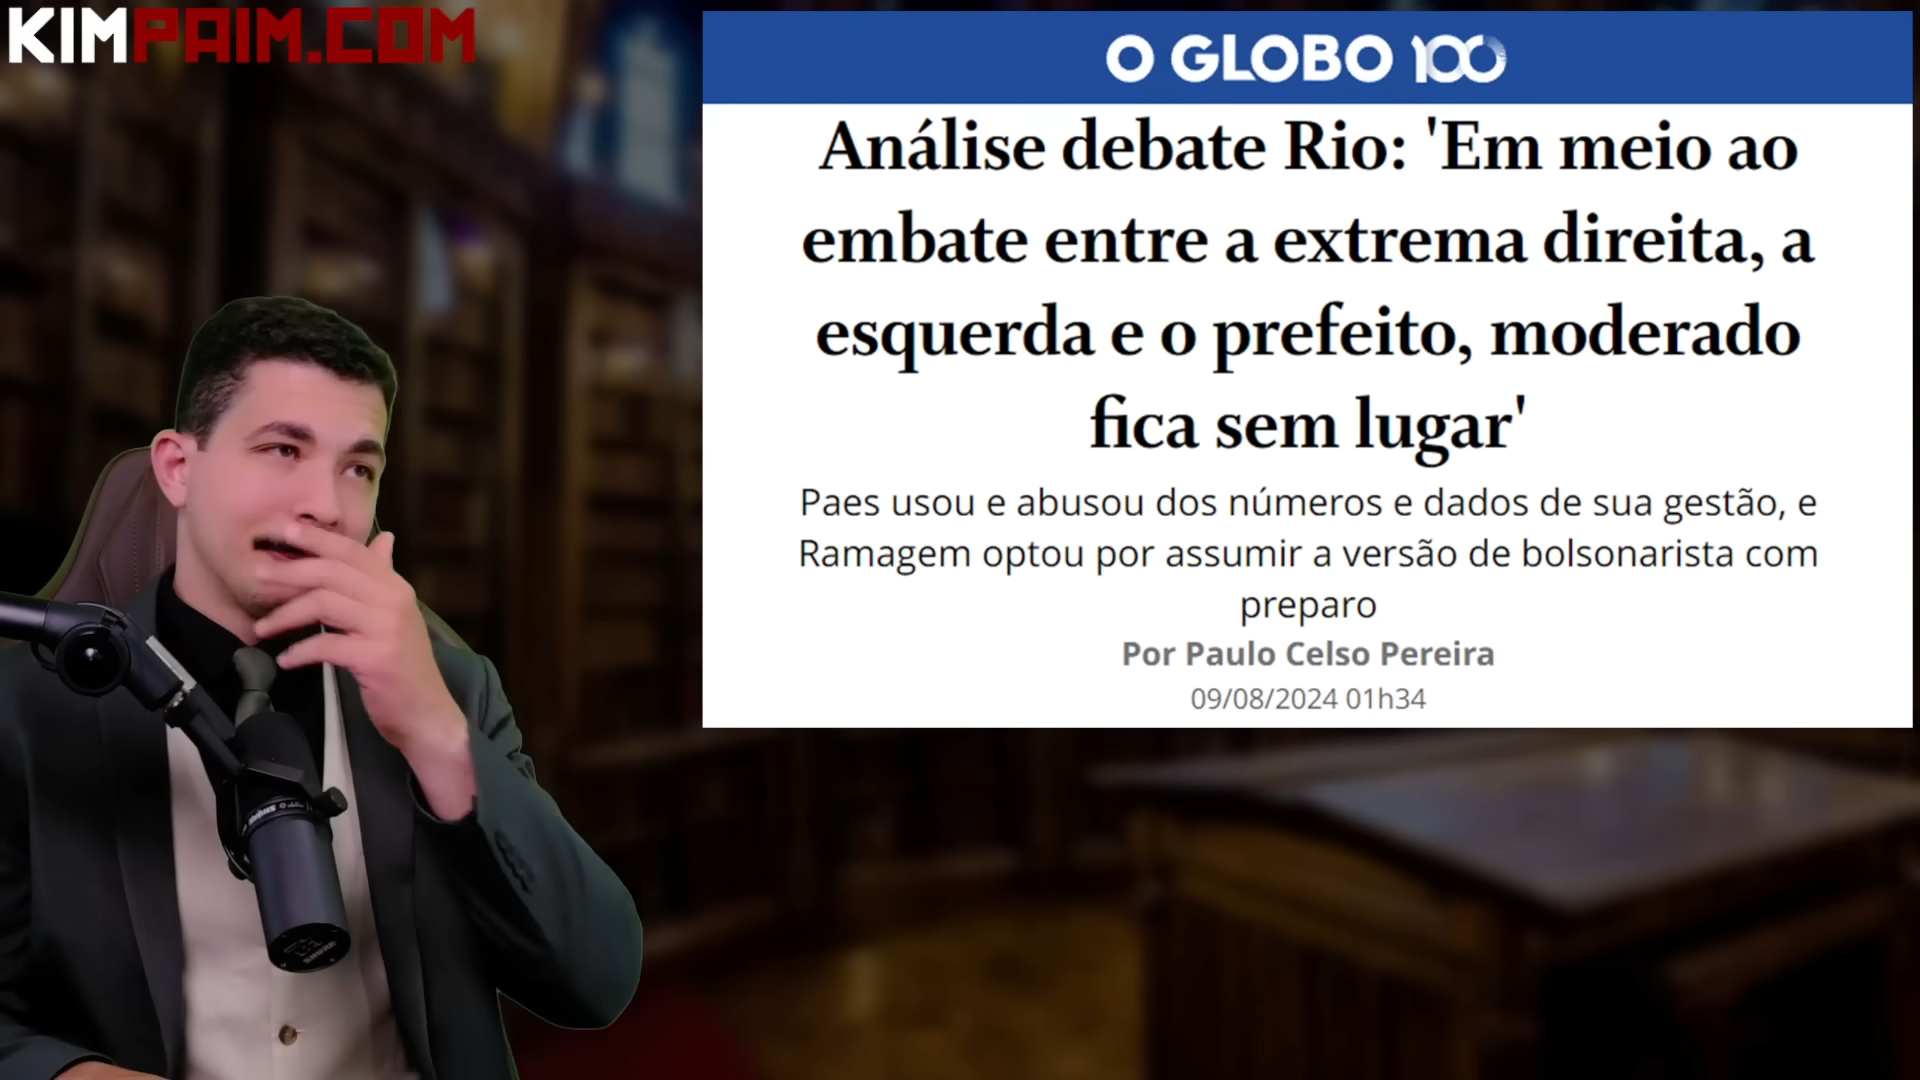 KIMPAIM.COM
O GLOBO 100
Análise debate Rio: 'Em meio ao
embate entre a extrema direita, a
esquerda e o prefeito, moderado
fica sem lugar'
Paes usou e abusou dos números e dados de sua gestão, e
Ramagem optou por assumir a versão de bolsonarista com
preparo
Por Paulo Celso Pereira
09/08/2024 01h34